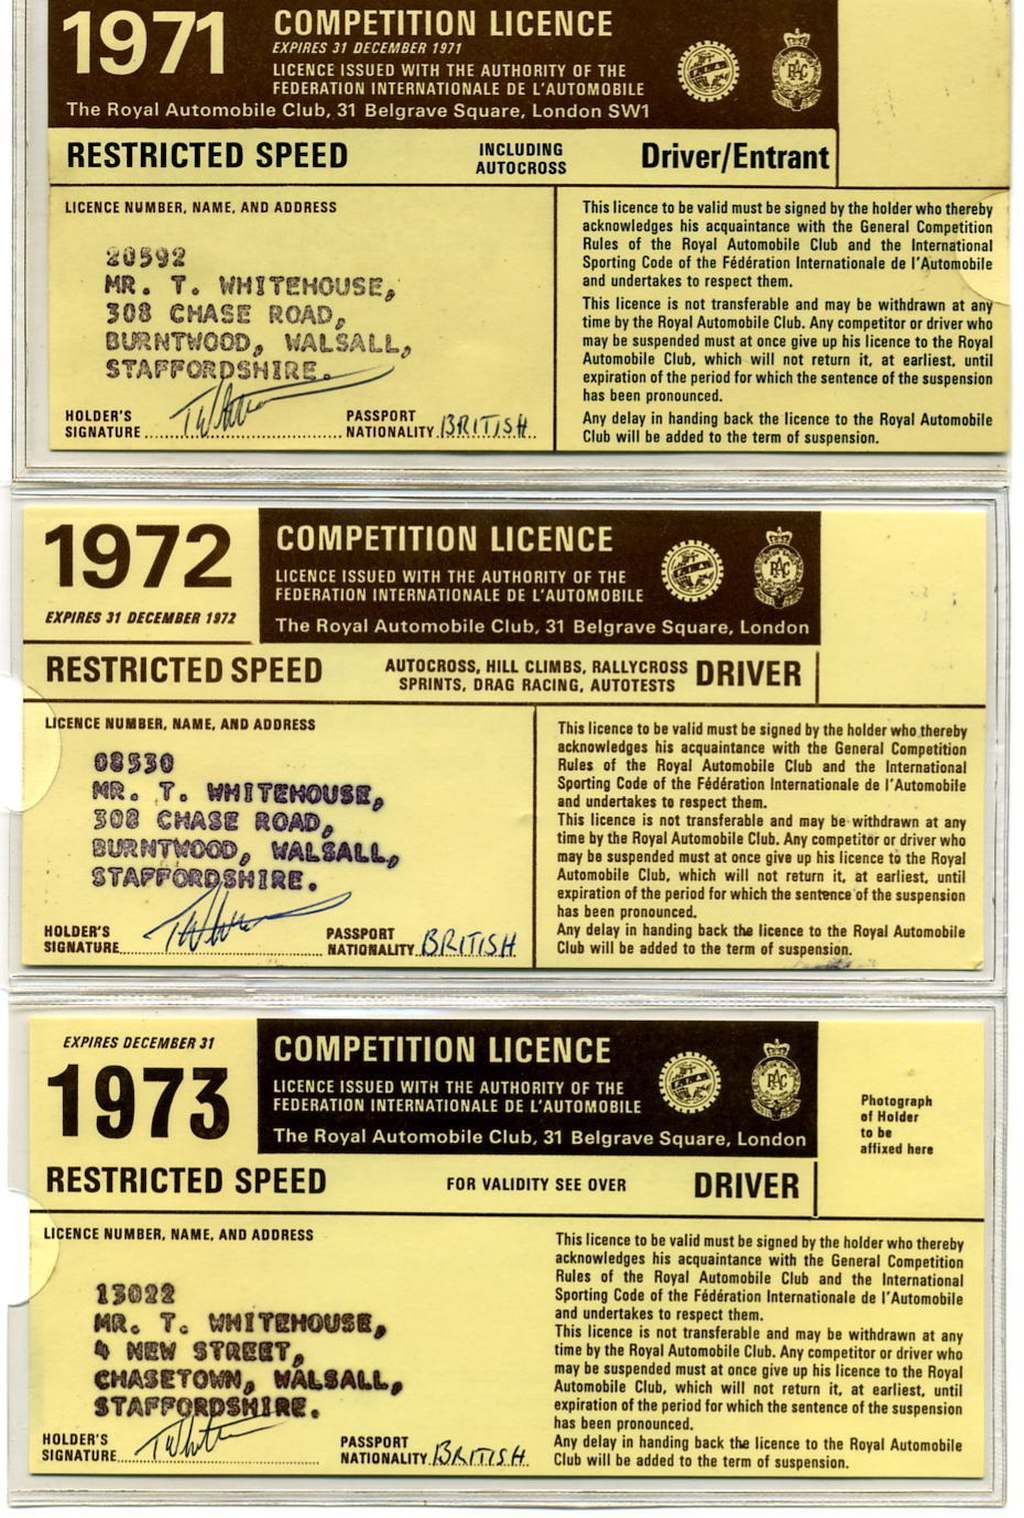 1971
COMPETITION LICENCE
EXPIRES 31 DECEMBER 1971
LICENCE ISSUED WITH THE AUTHORITY OF THE
FEDERATION INTERNATIONALE DE L'AUTOMOBILE
The Royal Automobile Club, 31 Belgrave Square, London SW1
RESTRICTED SPEED
INCLUDING
AUTOCROSS
Driver/Entrant
LICENCE NUMBER, NAME, AND ADDRESS
20592
MR. T. WHITEHOUSE,
308 CHASE ROAD,
BURNTWOOD, WALSALL,
STAFFORDSHIRE.
HOLDER'S
SIGNATURE
PASSPORT
NATIONALITY BRITISH
This licence to be valid must be signed by the holder who thereby
acknowledges his acquaintance with the General Competition
Rules of the Royal Automobile Club and the International
Sporting Code of the Fédération Internationale de l'Automobile
and undertakes to respect them.
This licence is not transferable and may be withdrawn at any
time by the Royal Automobile Club. Any competitor or driver who
may be suspended must at once give up his licence to the Royal
Automobile Club, which will not return it, at earliest, until
expiration of the period for which the sentence of the suspension
has been pronounced.
Any delay in handing back the licence to the Royal Automobile
Club will be added to the term of suspension.
1972
EXPIRES 31 DECEMBER 1972
COMPETITION LICENCE
LICENCE ISSUED WITH THE AUTHORITY OF THE
FEDERATION INTERNATIONALE DE L'AUTOMOBILE
The Royal Automobile Club, 31 Belgrave Square, London
RAC
RESTRICTED SPEED
AUTOCROSS, HILL CLIMBS, RALLYCROSS
SPRINTS, DRAG RACING, AUTOTESTS
DRIVER
LICENCE NUMBER, NAME, AND ADDRESS
08530
MR. T. WHITEHOUSE,
308 CHASE ROAD,
BURNTWOOD, WALSALL,
STAFFORDSHIRE.
HOLDER'S
SIGNATURE
PASSPORT
NATIONALITY BRITISH
This licence to be valid must be signed by the holder who thereby
acknowledges his acquaintance with the General Competition
Rules of the Royal Automobile Club and the International
Sporting Code of the Fédération Internationale de l'Automobile
and undertakes to respect them.
This licence is not transferable and may be withdrawn at any
time by the Royal Automobile Club. Any competitor or driver who
may be suspended must at once give up his licence to the Royal
Automobile Club, which will not return it, at earliest, until
expiration of the period for which the sentence of the suspension
has been pronounced.
Any delay in handing back the licence to the Royal Automobile
Club will be added to the term of suspension.
EXPIRES DECEMBER 31
1973
COMPETITION LICENCE
LICENCE ISSUED WITH THE AUTHORITY OF THE
FEDERATION INTERNATIONALE DE L'AUTOMOBILE
The Royal Automobile Club, 31 Belgrave Square, London
RAC
Photograph
of Holder
to be
affixed here
RESTRICTED SPEED
FOR VALIDITY SEE OVER
DRIVER
LICENCE NUMBER, NAME, AND ADDRESS
13022
MR. T. WHITEHOUSE,
4 NEW STREET,
CHASETOWN, WALSALL,
STAFFORDSHIRE.
HOLDER'S
SIGNATURE
PASSPORT
NATIONALITY BRITISH
This licence to be valid must be signed by the holder who thereby
acknowledges his acquaintance with the General Competition
Rules of the Royal Automobile Club and the International
Sporting Code of the Fédération Internationale de l'Automobile
and undertakes to respect them.
This licence is not transferable and may be withdrawn at any
time by the Royal Automobile Club. Any competitor or driver who
may be suspended must at once give up his licence to the Royal
Automobile Club, which will not return it, at earliest, until
expiration of the period for which the sentence of the suspension
has been pronounced.
Any delay in handing back the licence to the Royal Automobile
Club will be added to the term of suspension.